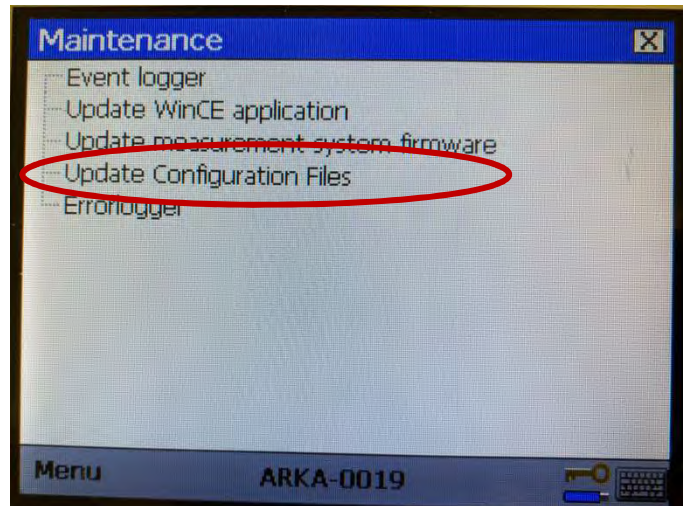 Maintenance
Event logger
Update WinCE application
Update measurement system firmware
Update Configuration Files
Errorlogger
Menu
ARKA-0019